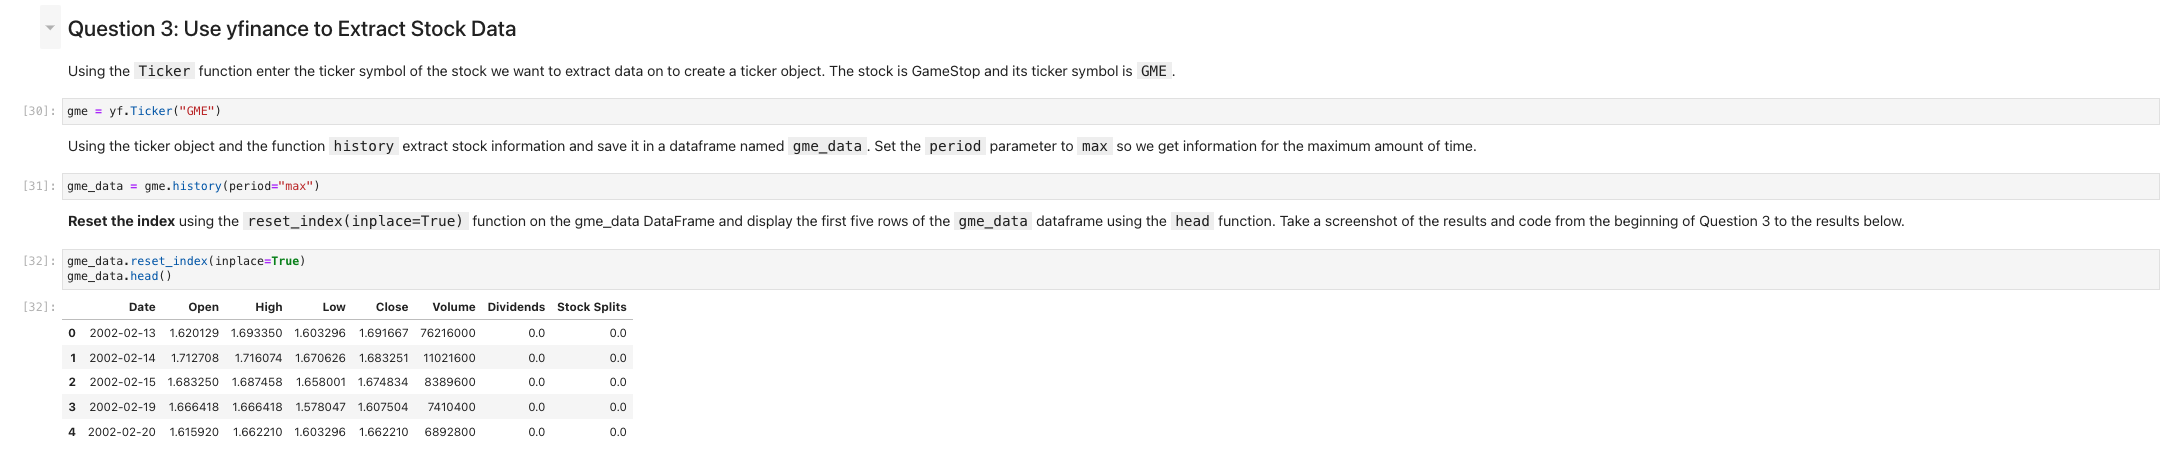 Question 3: Use yfinance to Extract Stock Data
Using the Ticker function enter the ticker symbol of the stock we want to extract data on to create a ticker object. The stock is GameStop and its ticker symbol is GME.
[30]: gme = yf.Ticker("GME")
Using the ticker object and the function history extract stock information and save it in a dataframe named gme_data. Set the period parameter to max so we get information for the maximum amount of time.
[31]: gme_data = gme.history(period="max")
Reset the index using the reset_index(inplace=True) function on the gme_data DataFrame and display the first five rows of the gme_data dataframe using the head function. Take a screenshot of the results and code from the beginning of Question 3 to the results below.
[32]: gme_data.reset_index(inplace=True)
gme_data.head()
[32]: Date Open High Low Close Volume Dividends Stock Splits
0 2002-02-13 1.620129 1.693350 1.603296 1.691667 76216000 0.0 0.0
1 2002-02-14 1.712708 1.716074 1.670626 1.683251 11021600 0.0 0.0
2 2002-02-15 1.683250 1.687458 1.658001 1.674834 8389600 0.0 0.0
3 2002-02-19 1.666418 1.666418 1.578047 1.607504 7410400 0.0 0.0
4 2002-02-20 1.615920 1.662210 1.603296 1.662210 6892800 0.0 0.0